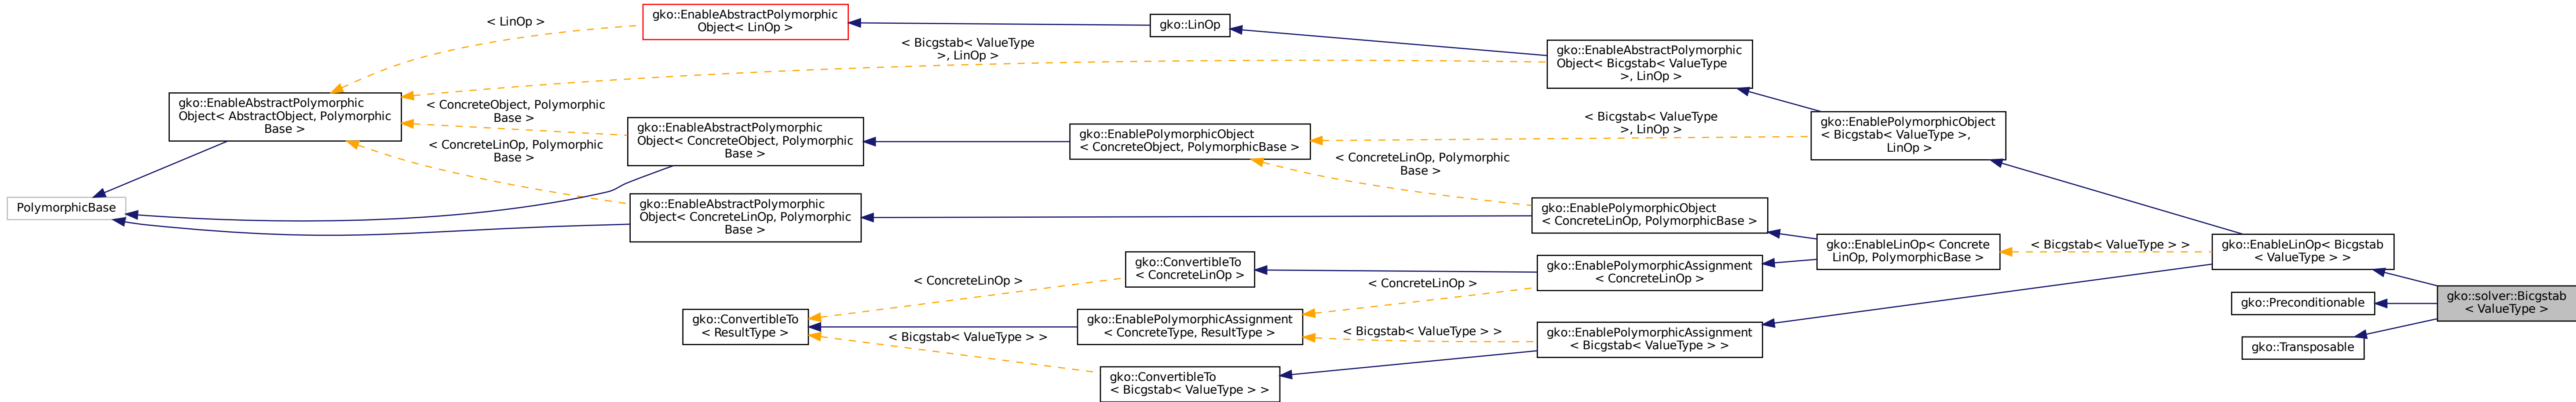 gko::EnableAbstractPolymorphic
Object< LinOp >
< LinOp >
gko::LinOp
< Bicgstab< ValueType
>, LinOp >
gko::EnableAbstractPolymorphic
Object< Bicgstab< ValueType
>, LinOp >
gko::EnableAbstractPolymorphic
Object< AbstractObject, Polymorphic
Base >
< ConcreteObject, Polymorphic
Base >
gko::EnableAbstractPolymorphic
Object< ConcreteObject, Polymorphic
Base >
< ConcreteLinOp, Polymorphic
Base >
gko::EnablePolymorphicObject
< ConcreteObject, PolymorphicBase >
< Bicgstab< ValueType
>, LinOp >
gko::EnablePolymorphicObject
< Bicgstab< ValueType >,
LinOp >
< ConcreteLinOp, Polymorphic
Base >
PolymorphicBase
gko::EnableAbstractPolymorphic
Object< ConcreteLinOp, Polymorphic
Base >
gko::EnablePolymorphicObject
< ConcreteLinOp, PolymorphicBase >
gko::EnableLinOp< Concrete
LinOp, PolymorphicBase >
< Bicgstab< ValueType > >
gko::EnableLinOp< Bicgstab
< ValueType > >
gko::ConvertibleTo
< ConcreteLinOp >
gko::EnablePolymorphicAssignment
< ConcreteLinOp >
< ConcreteLinOp >
< ConcreteLinOp >
gko::ConvertibleTo
< ResultType >
gko::EnablePolymorphicAssignment
< ConcreteType, ResultType >
< Bicgstab< ValueType > >
< Bicgstab< ValueType > >
gko::EnablePolymorphicAssignment
< Bicgstab< ValueType > >
gko::ConvertibleTo
< Bicgstab< ValueType > >
gko::Preconditionable
gko::Transposable
gko::solver::Bicgstab
< ValueType >